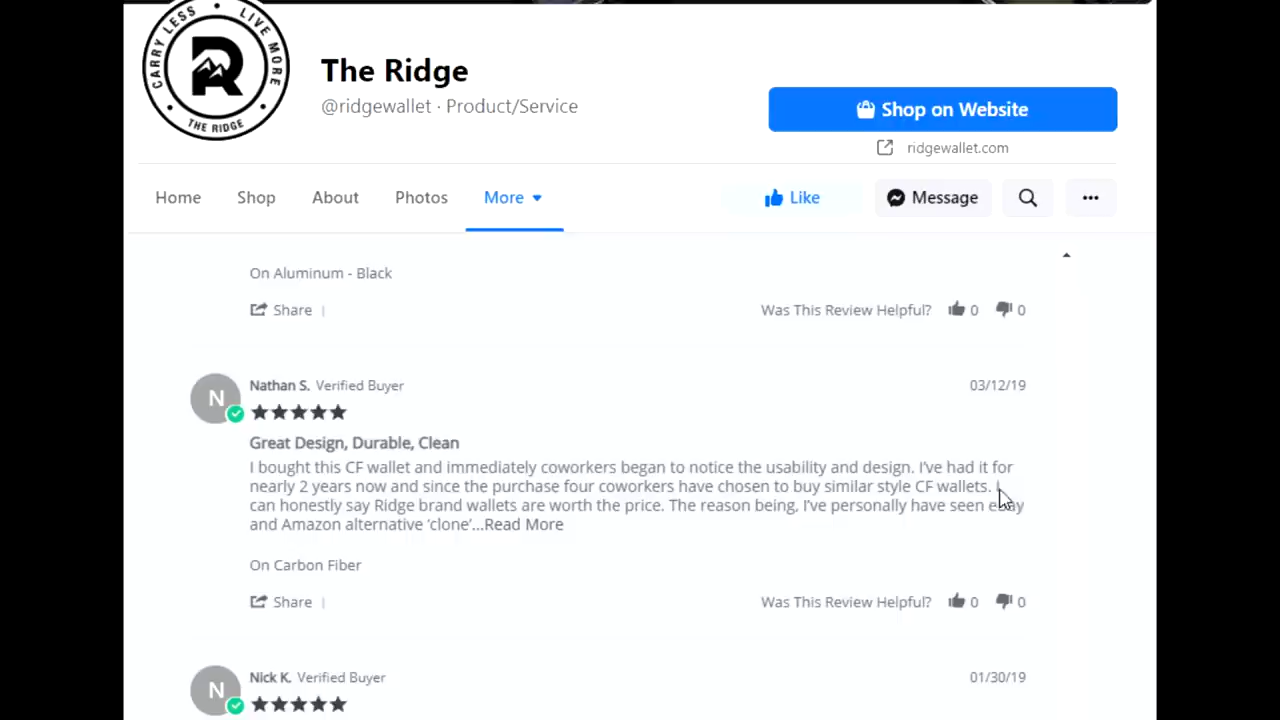 CARRY LESS • LIVE MORE
R
• THE RIDGE •
The Ridge
@ridgewallet · Product/Service
Shop on Website
ridgewallet.com
Home Shop About Photos More Like Message
On Aluminum - Black
Share | Was This Review Helpful? 0 0
N
Nathan S. Verified Buyer 03/12/19
Great Design, Durable, Clean
I bought this CF wallet and immediately coworkers began to notice the usability and design. I've had it for
nearly 2 years now and since the purchase four coworkers have chosen to buy similar style CF wallets. I
can honestly say Ridge brand wallets are worth the price. The reason being, I've personally have seen ebay
and Amazon alternative 'clone'...Read More
On Carbon Fiber
Share | Was This Review Helpful? 0 0
N
Nick K. Verified Buyer 01/30/19